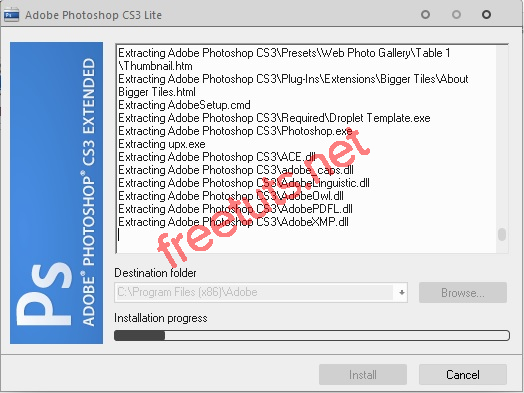 Adobe Photoshop CS3 Lite
Extracting Adobe Photoshop CS3\Presets\Web Photo Gallery\Table 1
\Thumbnail.htm
Extracting Adobe Photoshop CS3\Plug-Ins\Extensions\Bigger Tiles\About
Bigger Tiles.html
Extracting AdobeSetup.cmd
Extracting Adobe Photoshop CS3\Required\Droplet Template.exe
Extracting Adobe Photoshop CS3\Photoshop.exe
Extracting upx.exe
Extracting Adobe Photoshop CS3\ACE.dll
Extracting Adobe Photoshop CS3\adobe_caps.dll
Extracting Adobe Photoshop CS3\AdobeLinguistic.dll
Extracting Adobe Photoshop CS3\AdobeOwl.dll
Extracting Adobe Photoshop CS3\AdobePDFL.dll
Extracting Adobe Photoshop CS3\AdobeXMP.dll
freetuts.net
Ps
ADOBE® PHOTOSHOP® CS3 EXTENDED
Destination folder
C:\Program Files (x86)\Adobe
Browse...
Installation progress
Install
Cancel